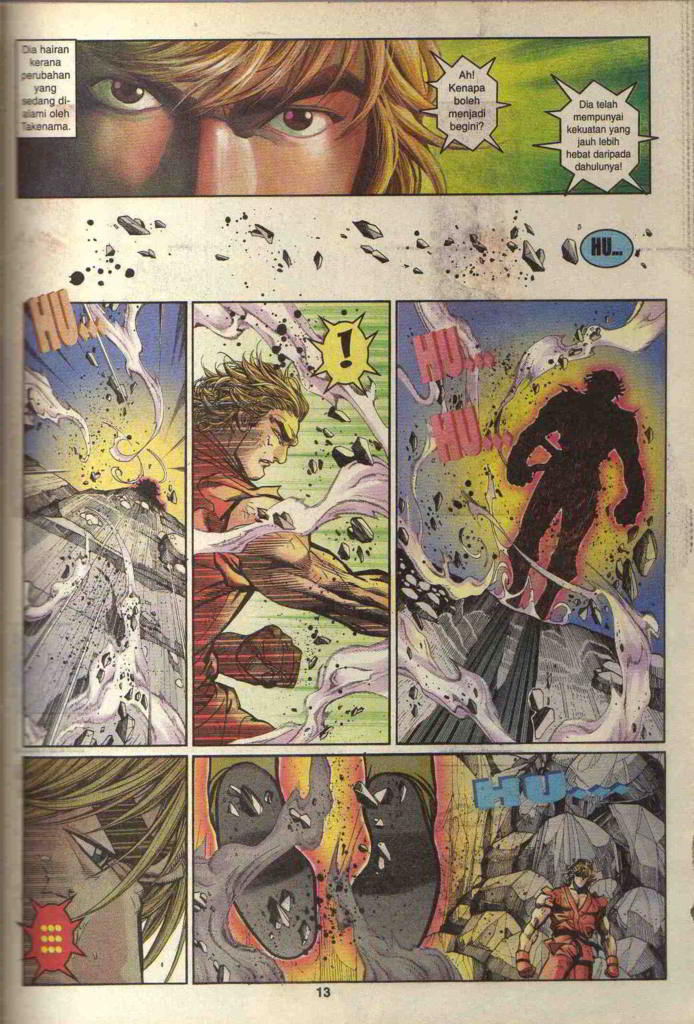 Dia hairan
kerana
perubahan
yang
sedang di-
alami oleh
Takenama.
Ah!
Kenapa
boleh
menjadi
begini?
Dia telah
mempunyai
kekuatan yang
jauh lebih
hebat daripada
dahulunya!
HU...
HU...
!
HU...
HU...
HU...
13